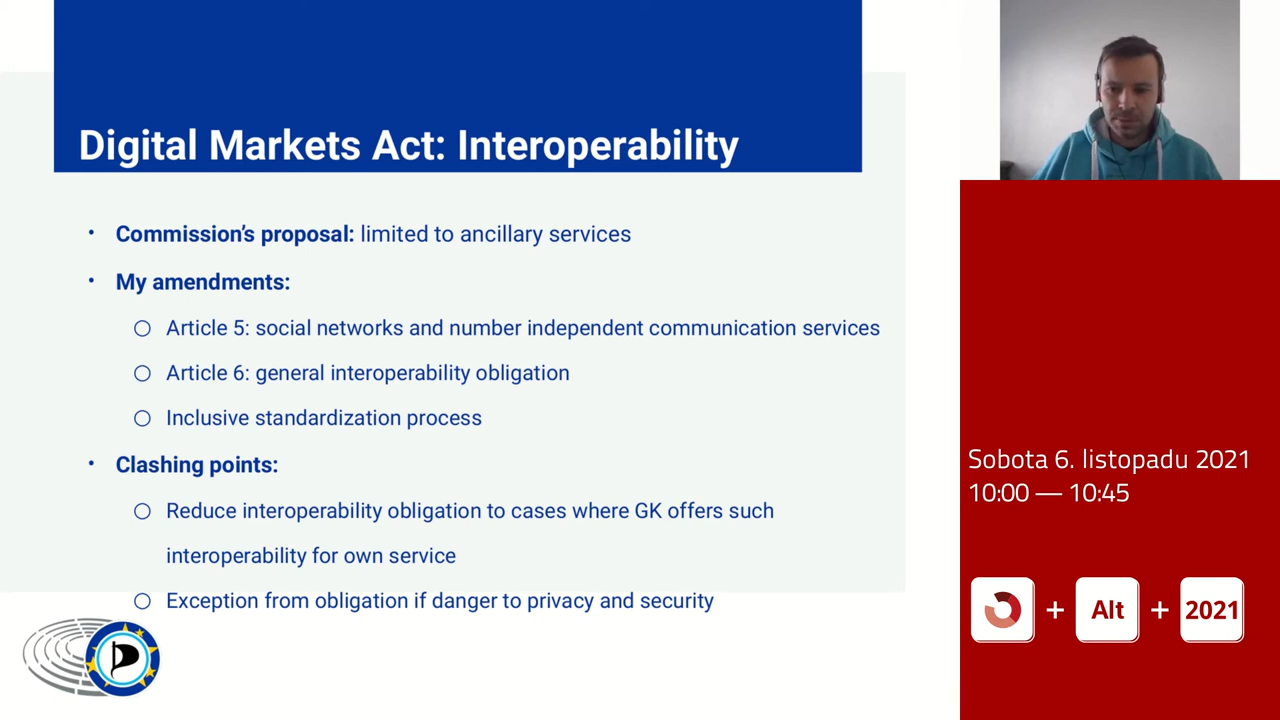 Digital Markets Act: Interoperability
• Commission's proposal: limited to ancillary services
• My amendments:
○ Article 5: social networks and number independent communication services
○ Article 6: general interoperability obligation
○ Inclusive standardization process
• Clashing points:
○ Reduce interoperability obligation to cases where GK offers such
interoperability for own service
○ Exception from obligation if danger to privacy and security
Sobota 6. listopadu 2021
10:00 — 10:45
+ Alt + 2021